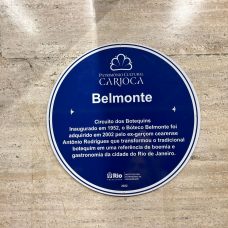 PATRIMÔNIO CULTURAL
CARIOCA
Belmonte
Circuito dos Botequins
Inaugurado em 1952, o Boteco Belmonte foi
adquirido em 2002 pelo ex-garçom cearense
Antônio Rodrigues que transformou o tradicional
botequim em uma referência de boemia e
gastronomia da cidade do Rio de Janeiro.
Rio